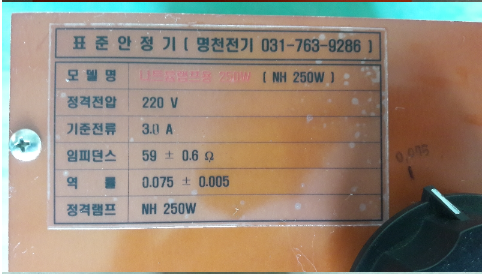 표준안정기 ( 명천전기 031-763-9286 )
모델명 250W ( NH 250W )
정격전압 220 V
기준전류 3.0 A
임피던스 59 ± 0.6 Ω
역 률 0.075 ± 0.005
정격램프 NH 250W